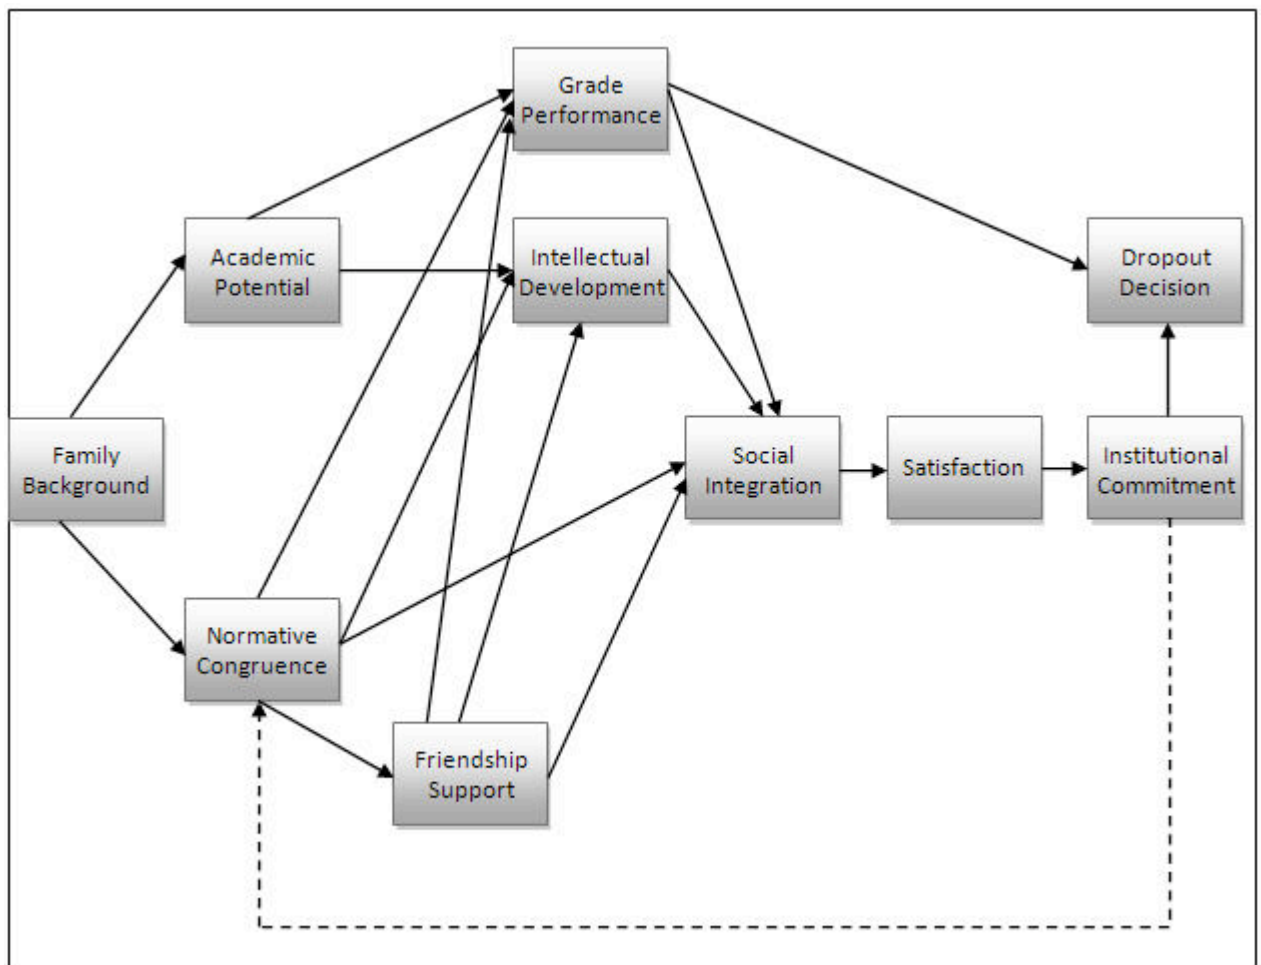 Grade
Performance
Academic
Potential
Intellectual
Development
Dropout
Decision
Family
Background
Social
Integration
Satisfaction
Institutional
Commitment
Normative
Congruence
Friendship
Support